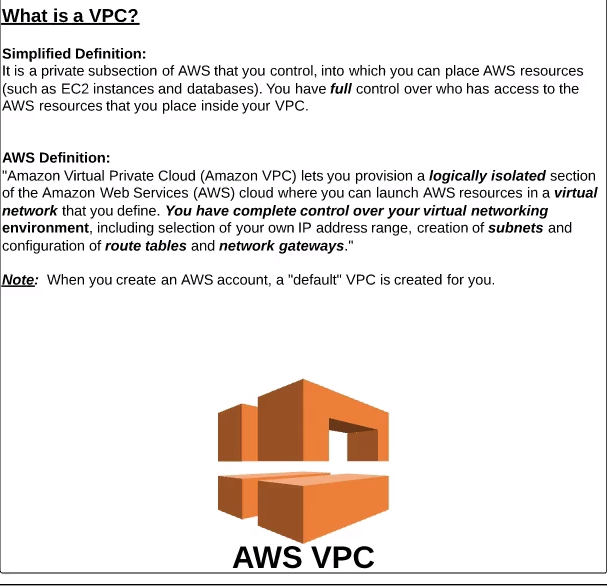 What is a VPC?
Simplified Definition:
It is a private subsection of AWS that you control, into which you can place AWS resources
(such as EC2 instances and databases). You have full control over who has access to the
AWS resources that you place inside your VPC.
AWS Definition:
"Amazon Virtual Private Cloud (Amazon VPC) lets you provision a logically isolated section
of the Amazon Web Services (AWS) cloud where you can launch AWS resources in a virtual
network that you define. You have complete control over your virtual networking
environment, including selection of your own IP address range, creation of subnets and
configuration of route tables and network gateways."
Note: When you create an AWS account, a "default" VPC is created for you.
AWS VPC